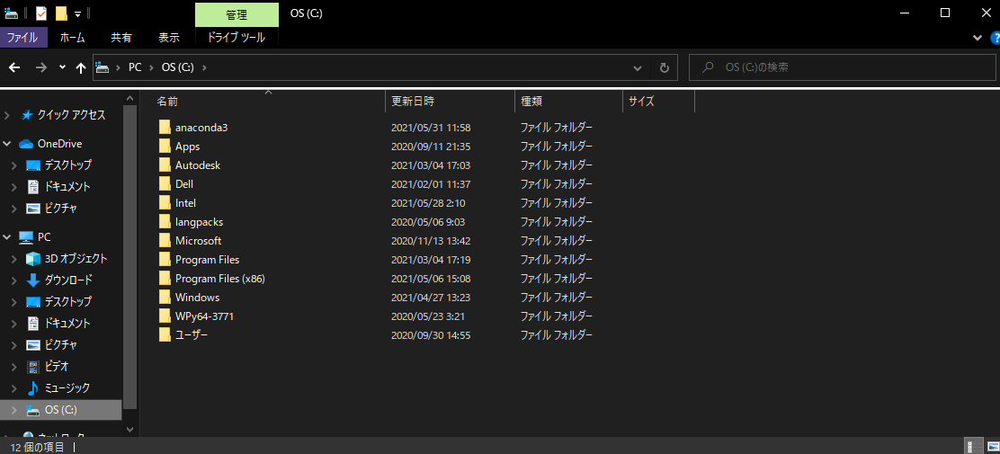 管理
OS (C:)
ファイル ホーム 共有 表示 ドライブ ツール
PC OS (C:)
OS (C:)の検索
名前 更新日時 種類 サイズ
クイック アクセス
OneDrive
デスクトップ
ドキュメント
ピクチャ
PC
3D オブジェクト
ダウンロード
デスクトップ
ドキュメント
ピクチャ
ビデオ
ミュージック
OS (C:)
ネットワーク
anaconda3 2021/05/31 11:58 ファイル フォルダー
Apps 2020/09/11 21:35 ファイル フォルダー
Autodesk 2021/03/04 17:03 ファイル フォルダー
Dell 2021/02/01 11:37 ファイル フォルダー
Intel 2021/05/28 2:10 ファイル フォルダー
langpacks 2020/05/06 9:03 ファイル フォルダー
Microsoft 2020/11/13 13:42 ファイル フォルダー
Program Files 2021/03/04 17:19 ファイル フォルダー
Program Files (x86) 2021/05/06 15:08 ファイル フォルダー
Windows 2021/04/27 13:23 ファイル フォルダー
WPy64-3771 2020/05/23 3:21 ファイル フォルダー
ユーザー 2020/09/30 14:55 ファイル フォルダー
12 個の項目